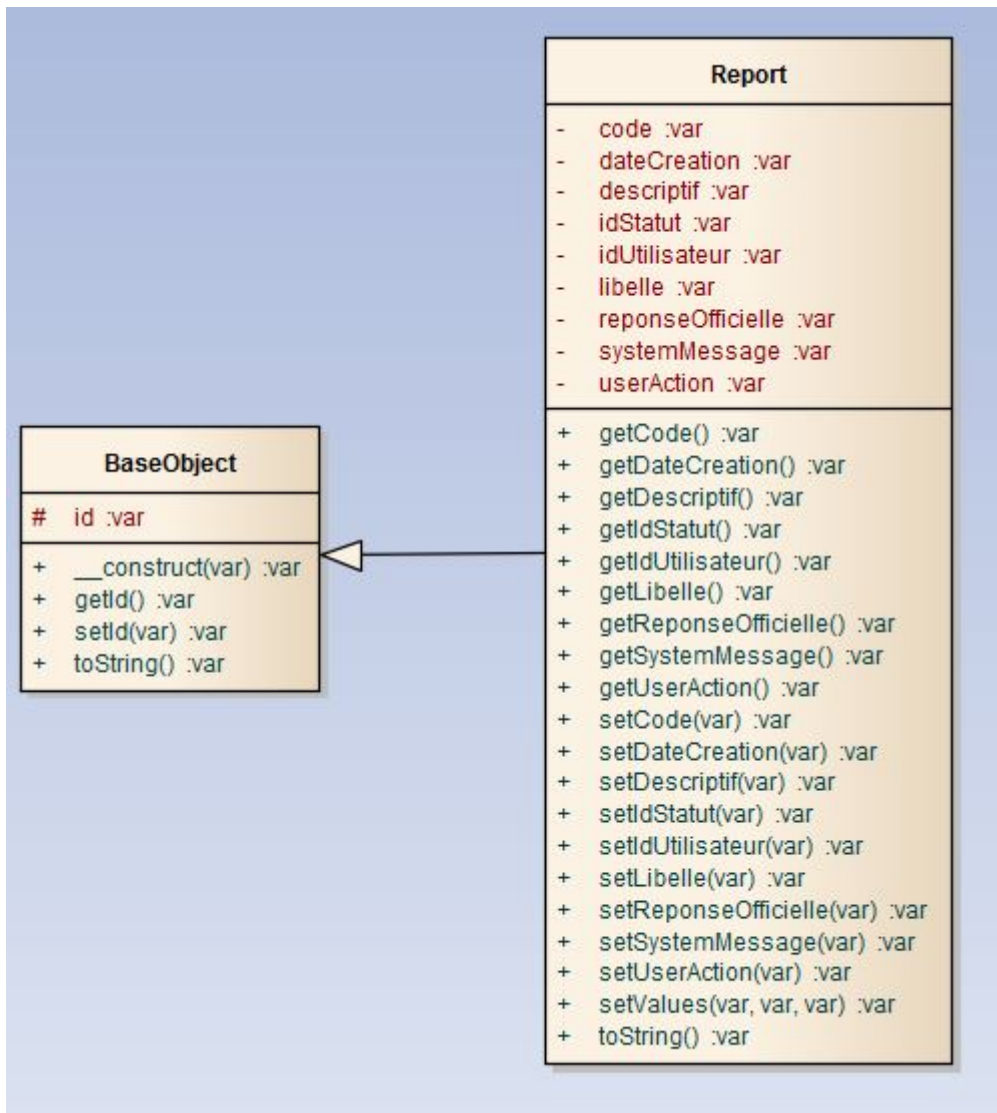 Report
- code :var
- dateCreation :var
- descriptif :var
- idStatut :var
- idUtilisateur :var
- libelle :var
- reponseOfficielle :var
- systemMessage :var
- userAction :var
+ getCode() :var
+ getDateCreation() :var
+ getDescriptif() :var
+ getIdStatut() :var
+ getIdUtilisateur() :var
+ getLibelle() :var
+ getReponseOfficielle() :var
+ getSystemMessage() :var
+ getUserAction() :var
+ setCode(var) :var
+ setDateCreation(var) :var
+ setDescriptif(var) :var
+ setIdStatut(var) :var
+ setIdUtilisateur(var) :var
+ setLibelle(var) :var
+ setReponseOfficielle(var) :var
+ setSystemMessage(var) :var
+ setUserAction(var) :var
+ setValues(var, var, var) :var
+ toString() :var
BaseObject
# id :var
+ __construct(var) :var
+ getId() :var
+ setId(var) :var
+ toString() :var